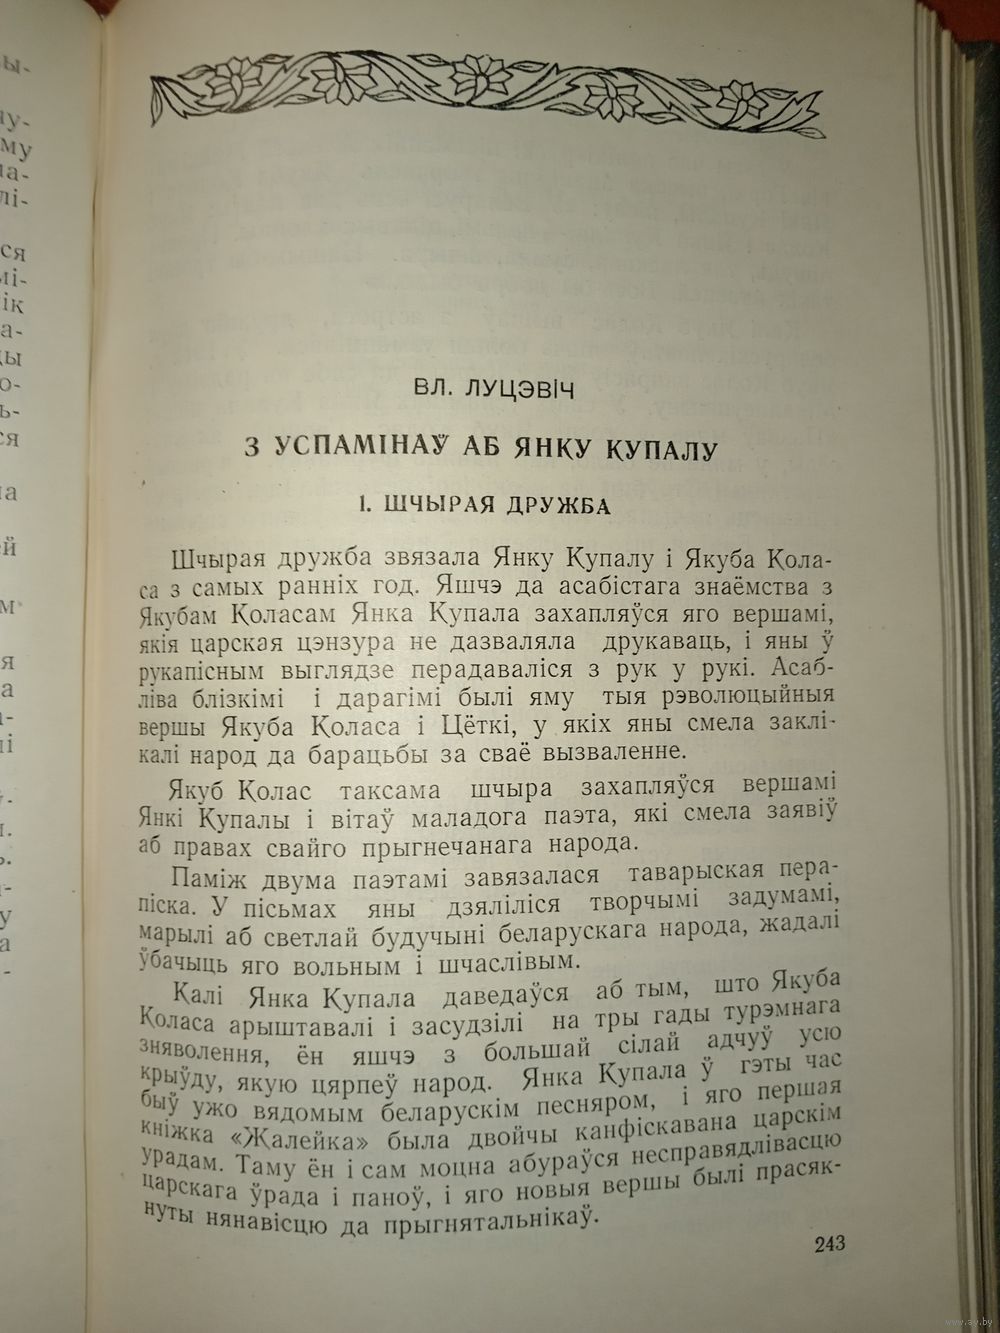 ВЛ. ЛУЦЭВІЧ
З УСПАМІНАЎ АБ ЯНКУ КУПАЛУ
1. ШЧЫРАЯ ДРУЖБА
Шчырая дружба звязала Янку Купалу і Якуба Кола-
са з самых ранніх год. Яшчэ да асабістага знаёмства з
Якубам Коласам Янка Купала захапляўся яго вершамі,
якія царская цэнзура не дазваляла друкаваць, і яны ў
рукапісным выглядзе перадаваліся з рук у рукі. Асаб-
ліва блізкімі і дарагімі былі яму тыя рэволюцыйныя
вершы Якуба Коласа і Цёткі, у якіх яны смела заклі-
калі народ да барацьбы за сваё вызваленне.
Якуб Колас таксама шчыра захапляўся вершамі
Янкі Купалы і вітаў маладога паэта, які смела заявіў
аб правах свайго прыгнечанага народа.
Паміж двума паэтамі завязалася таварыская пера-
піска. У пісьмах яны дзяліліся творчымі задумамі,
марылі аб светлай будучыні беларускага народа, жадалі
ўбачыць яго вольным і шчаслівым.
Калі Янка Купала даведаўся аб тым, што Якуба
Коласа арыштавалі і засудзілі на тры гады турэмнага
зняволення, ён яшчэ з большай сілай адчуў усю
крыўду, якую цярпеў народ. Янка Купала ў гэты час
быў ужо вядомым беларускім песняром, і яго першая
кніжка «Жалейка» была двойчы канфіскавана царскім
урадам. Таму ён і сам моцна абураўся несправядлівасцю
царскага ўрада і паноў, і яго новыя вершы былі прасяк-
нуты нянавісцю да прыгнятальнікаў.
243
www.ay.by